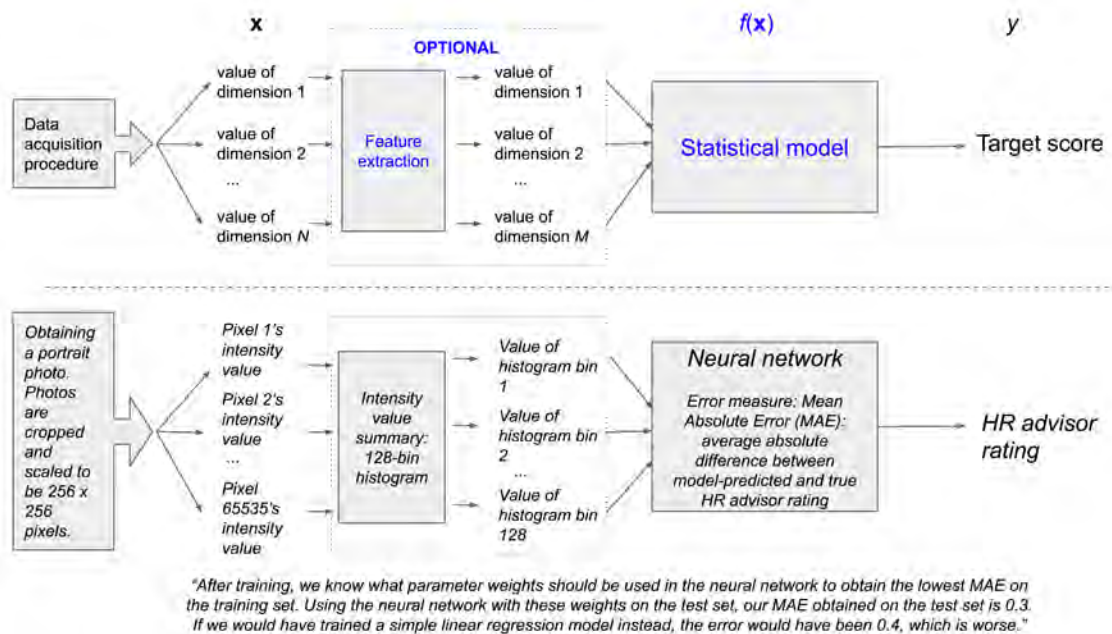 x
f(x)
y
OPTIONAL
Data
acquisition
procedure
value of
dimension 1
value of
dimension 2
...
value of
dimension N
Feature
extraction
value of
dimension 1
value of
dimension 2
...
value of
dimension M
Statistical model
Target score
Obtaining
a portrait
photo.
Photos are
cropped
and
scaled to
be 256 x
256
pixels.
Pixel 1's
intensity
value
Pixel 2's
intensity
value
...
Pixel
65535's
intensity
value
Intensity
value
summary:
128-bin
histogram
Value of
histogram bin
1
Value of
histogram bin
2
...
Value of
histogram bin
128
Neural network
Error measure: Mean
Absolute Error (MAE):
average absolute
difference between
model-predicted and true
HR advisor rating
HR advisor
rating
"After training, we know what parameter weights should be used in the neural network to obtain the lowest MAE on
the training set. Using the neural network with these weights on the test set, our MAE obtained on the test set is 0.3.
If we would have trained a simple linear regression model instead, the error would have been 0.4, which is worse."